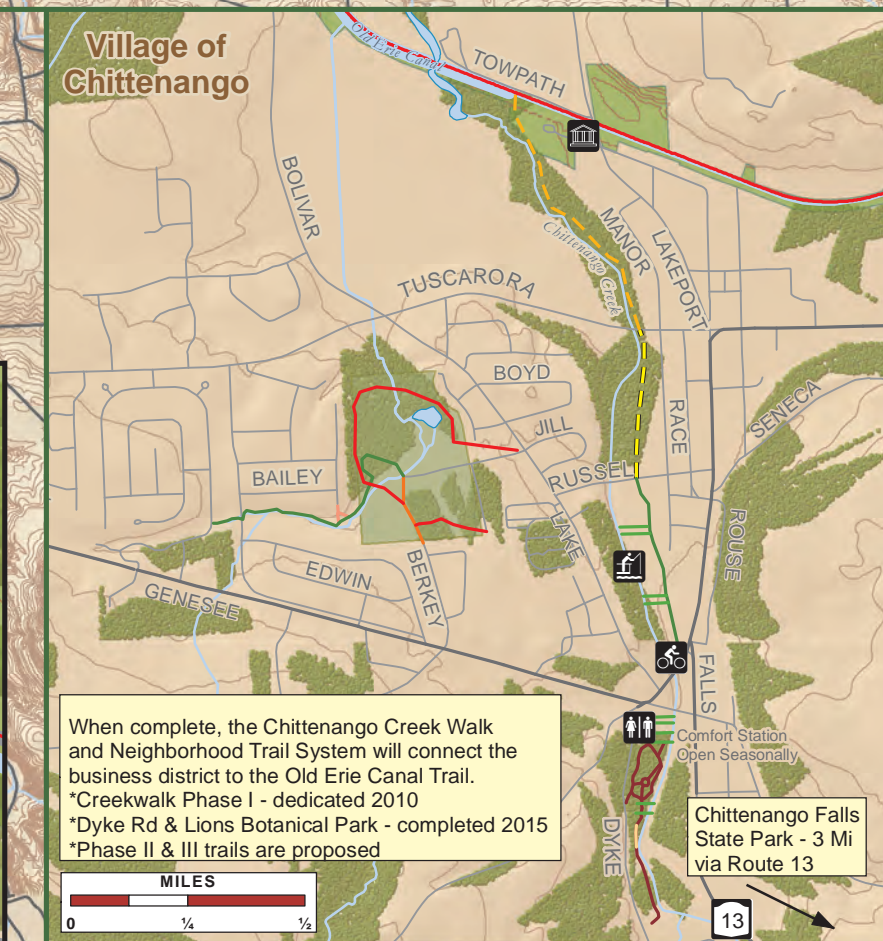 Village of
Chittenango
Old Erie Canal
TOWPATH
BOLIVAR
MANOR
LAKEPORT
Chittenango Creek
TUSCARORA
BOYD
JILL
RACE
SENECA
RUSSEL
BAILEY
LAKE
ROUSE
EDWIN
BERKEY
GENESEE
FALLS
Comfort Station
Open Seasonally
DYKE
When complete, the Chittenango Creek Walk
and Neighborhood Trail System will connect the
business district to the Old Erie Canal Trail.
*Creekwalk Phase I - dedicated 2010
*Dyke Rd & Lions Botanical Park - completed 2015
*Phase II & III trails are proposed
Chittenango Falls
State Park - 3 Mi
via Route 13
MILES
0 ¼ ½
13